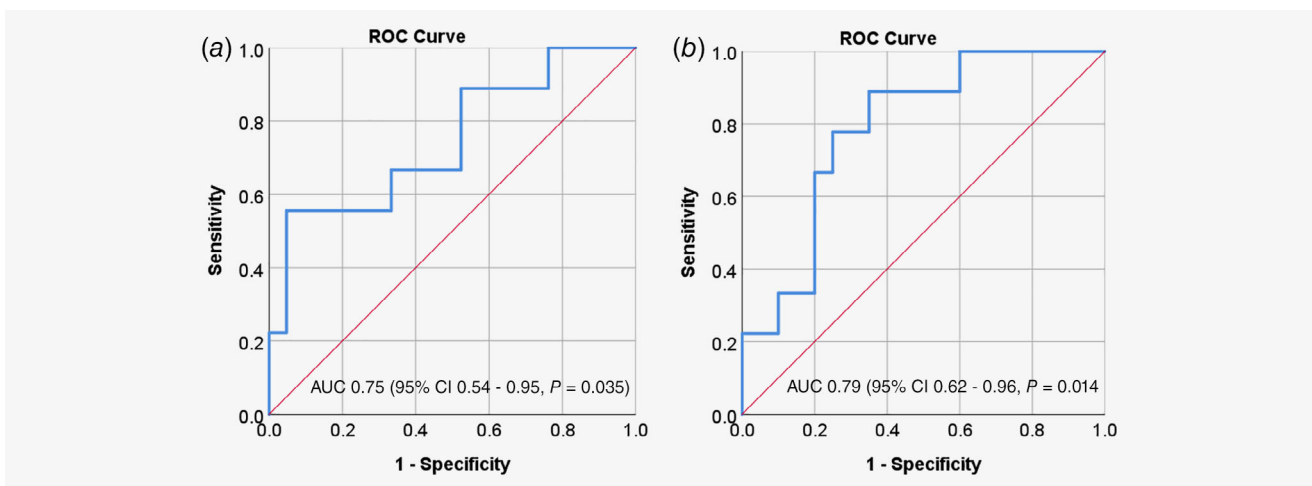 (a)
ROC Curve
1.0
0.8
0.6
0.4
0.2
0.0
Sensitivity
AUC 0.75 (95% CI 0.54 - 0.95, P = 0.035)
0.0 0.2 0.4 0.6 0.8 1.0
1 - Specificity
(b)
ROC Curve
1.0
0.8
0.6
0.4
0.2
0.0
Sensitivity
AUC 0.79 (95% CI 0.62 - 0.96, P = 0.014
0.0 0.2 0.4 0.6 0.8 1.0
1 - Specificity